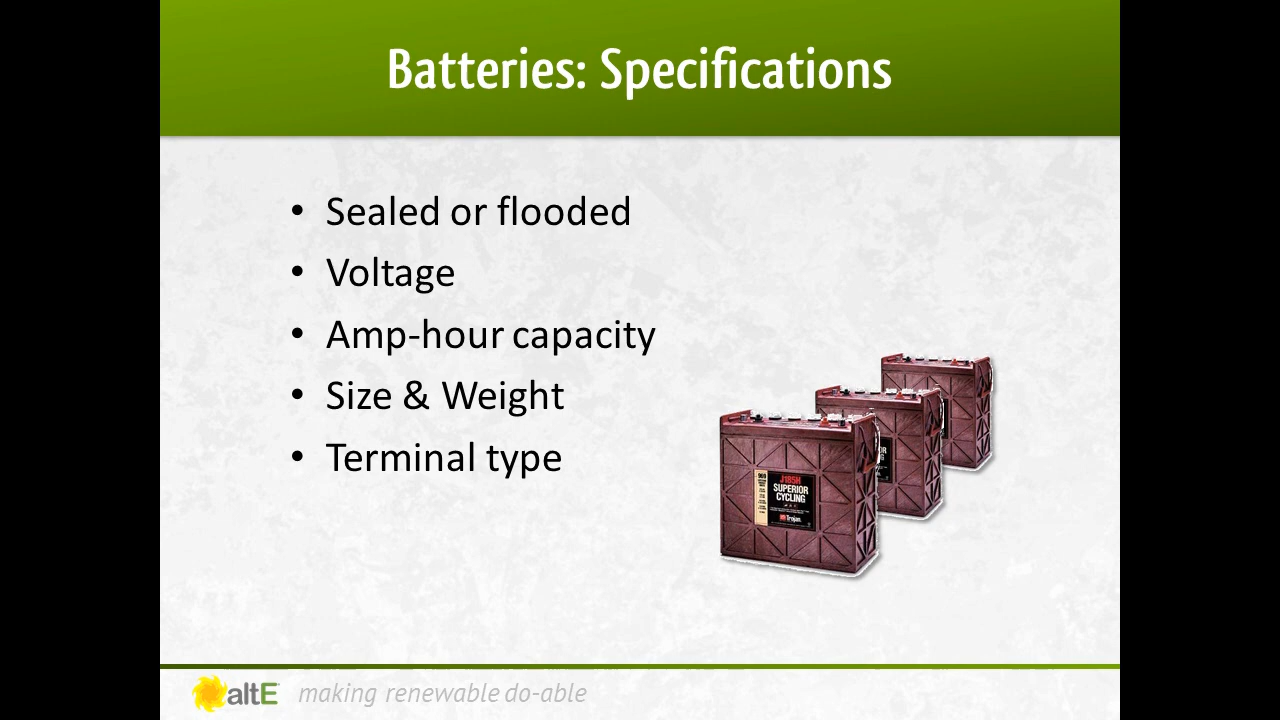 Batteries: Specifications
• Sealed or flooded
• Voltage
• Amp-hour capacity
• Size & Weight
• Terminal type
SUPERIOR
CYCLING
Trojan
altE making renewable do-able